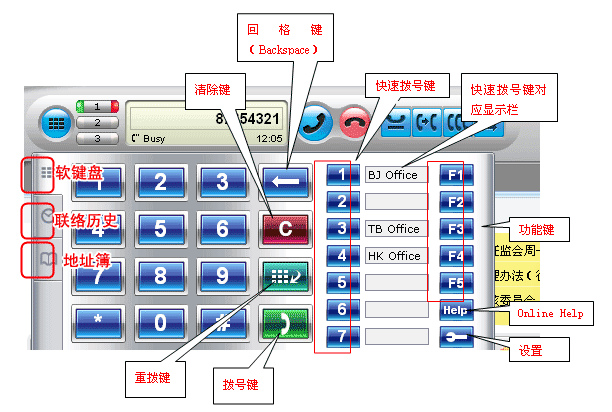 回 格 键
(Backspace)
清除键
快速拨号键
快速拨号键对
应显示栏
1
2
3
Busy
12:05
软键盘
联络历史
地址簿
1 2 3
4 5 6 C
7 8 9
* 0 #
1 BJ Office F1
2 F2
3 TB Office F3
4 HK Office F4
5 F5
6 Help
7
功能键
Online Help
设置
重拨键
拨号键